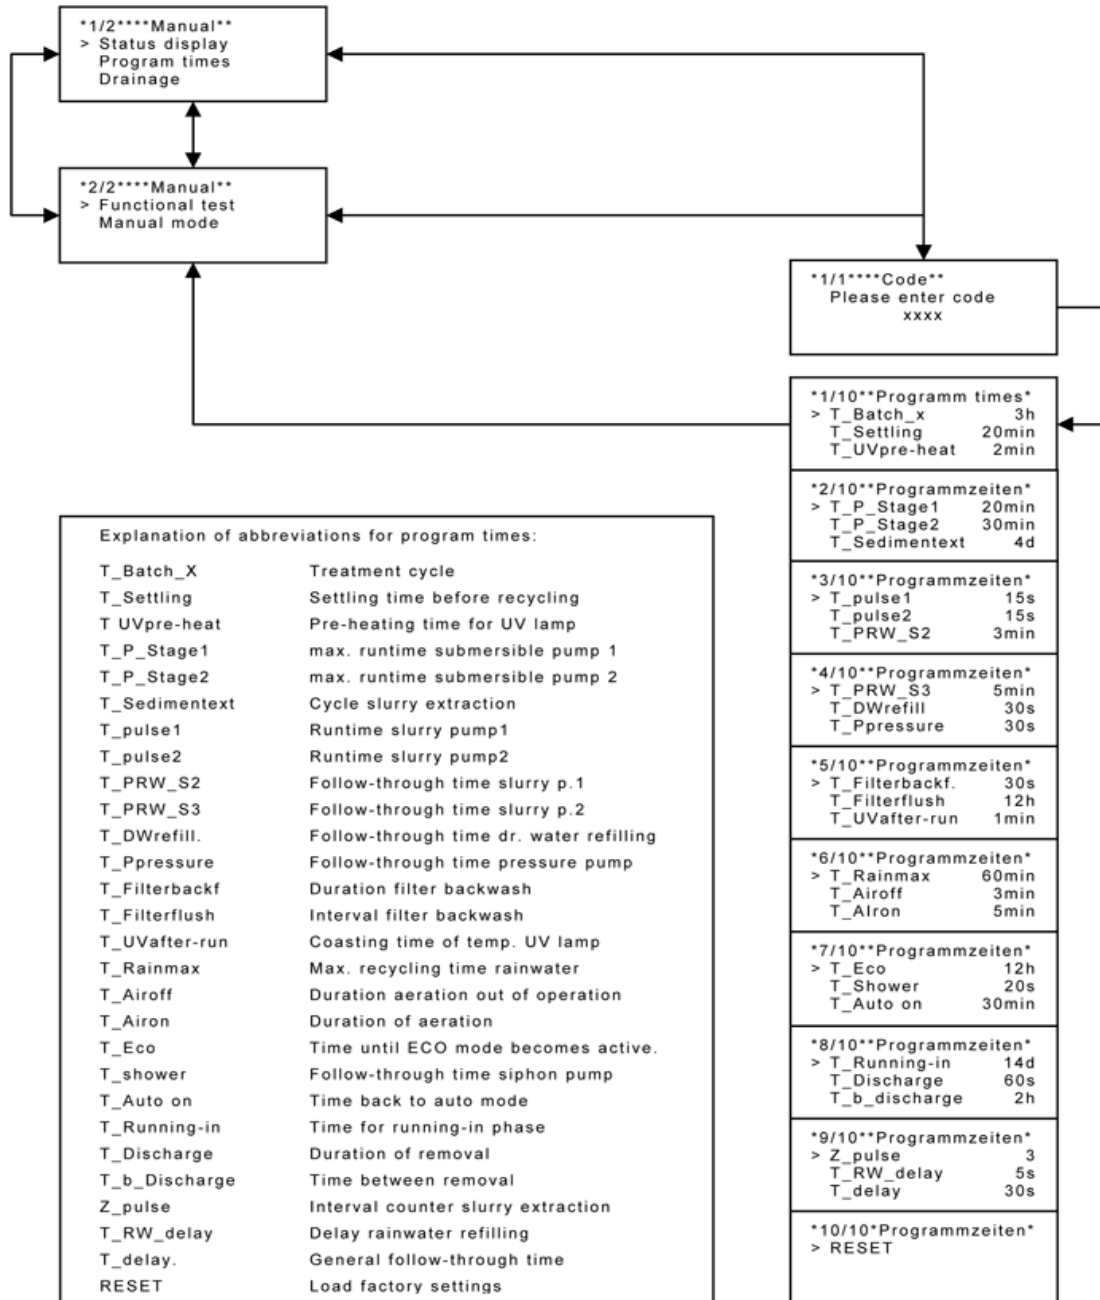 *1/2****Manual**
> Status display
Program times
Drainage
*2/2****Manual**
> Functional test
Manual mode
*1/1****Code**
Please enter code
xxxx
*1/10**Programm times*
> T_Batch_x 3h
T_Settling 20min
T_UVpre-heat 2min
*2/10**Programmzeiten*
> T_P_Stage1 20min
T_P_Stage2 30min
T_Sedimentext 4d
*3/10**Programmzeiten*
> T_pulse1 15s
T_pulse2 15s
T_PRW_S2 3min
*4/10**Programmzeiten*
> T_PRW_S3 5min
T_DWrefill 30s
T_Ppressure 30s
*5/10**Programmzeiten*
> T_Filterbackf. 30s
T_Filterflush 12h
T_UVafter-run 1min
*6/10**Programmzeiten*
> T_Rainmax 60min
T_Airoff 3min
T_AIron 5min
*7/10**Programmzeiten*
> T_Eco 12h
T_Shower 20s
T_Auto on 30min
*8/10**Programmzeiten*
> T_Running-in 14d
T_Discharge 60s
T_b_discharge 2h
*9/10**Programmzeiten*
> Z_pulse 3
T_RW_delay 5s
T_delay 30s
*10/10*Programmzeiten*
> RESET
Explanation of abbreviations for program times:
T_Batch_X Treatment cycle
T_Settling Settling time before recycling
T UVpre-heat Pre-heating time for UV lamp
T_P_Stage1 max. runtime submersible pump 1
T_P_Stage2 max. runtime submersible pump 2
T_Sedimentext Cycle slurry extraction
T_pulse1 Runtime slurry pump1
T_pulse2 Runtime slurry pump2
T_PRW_S2 Follow-through time slurry p.1
T_PRW_S3 Follow-through time slurry p.2
T_DWrefill. Follow-through time dr. water refilling
T_Ppressure Follow-through time pressure pump
T_Filterbackf Duration filter backwash
T_Filterflush Interval filter backwash
T_UVafter-run Coasting time of temp. UV lamp
T_Rainmax Max. recycling time rainwater
T_Airoff Duration aeration out of operation
T_Airon Duration of aeration
T_Eco Time until ECO mode becomes active.
T_shower Follow-through time siphon pump
T_Auto on Time back to auto mode
T_Running-in Time for running-in phase
T_Discharge Duration of removal
T_b_Discharge Time between removal
Z_pulse Interval counter slurry extraction
T_RW_delay Delay rainwater refilling
T_delay. General follow-through time
RESET Load factory settings